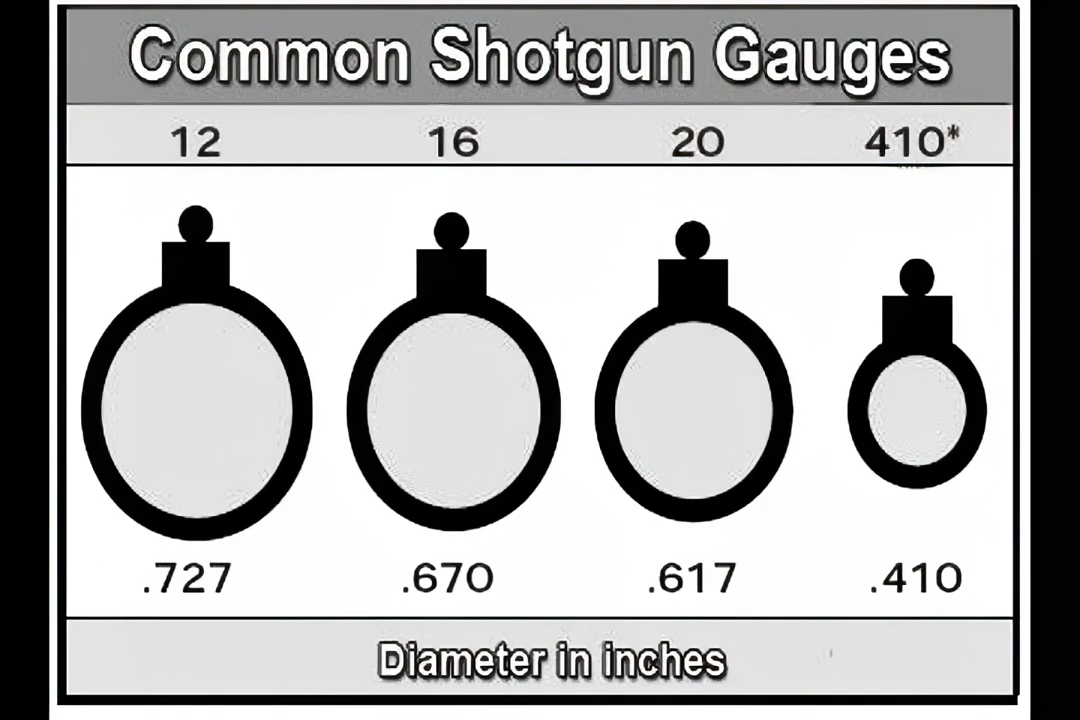 Common Shotgun Gauges
12 16 20 410*
.727 .670 .617 .410
Diameter in inches